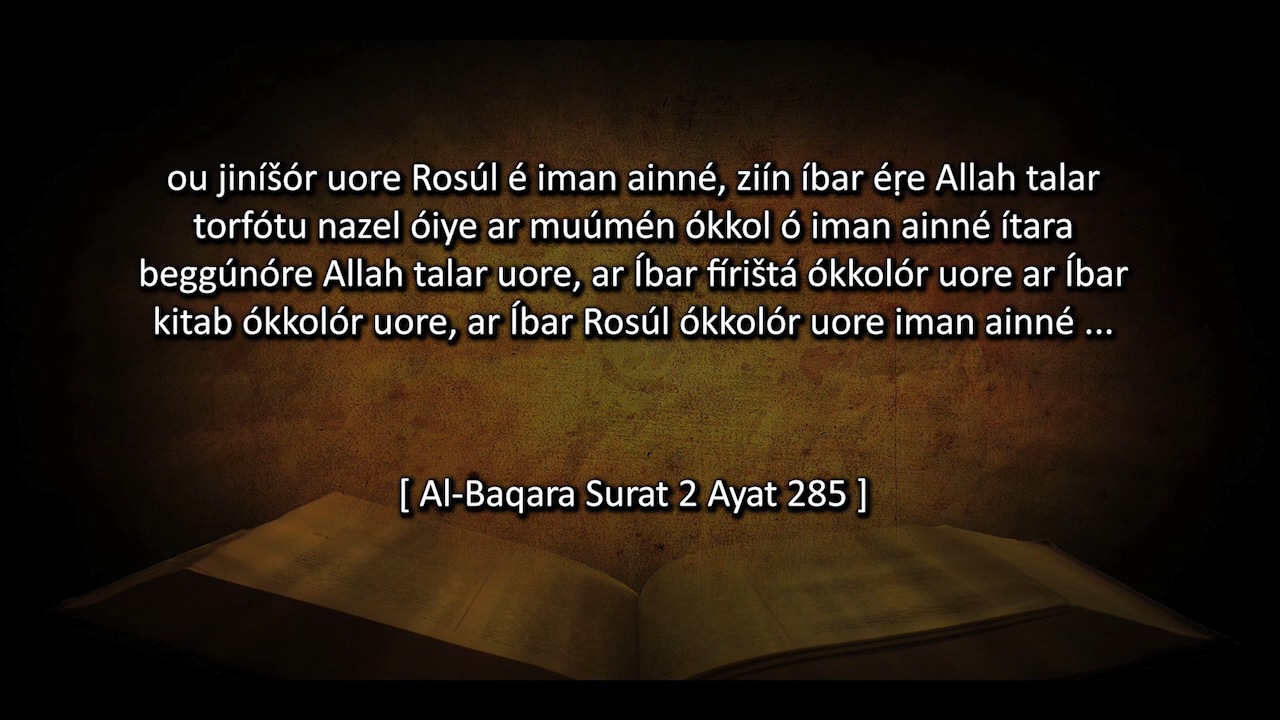 ou jiníšór uore Rosúl é iman ainné, ziín íbar éṛe Allah talar
torfótu nazel óiye ar muúmén ókkol ó iman ainné ítara
beggúnóre Allah talar uore, ar Íbar fírištá ókkolór uore ar Íbar
kitab ókkolór uore, ar Íbar Rosúl ókkolór uore iman ainné ...
[ Al-Baqara Surat 2 Ayat 285 ]